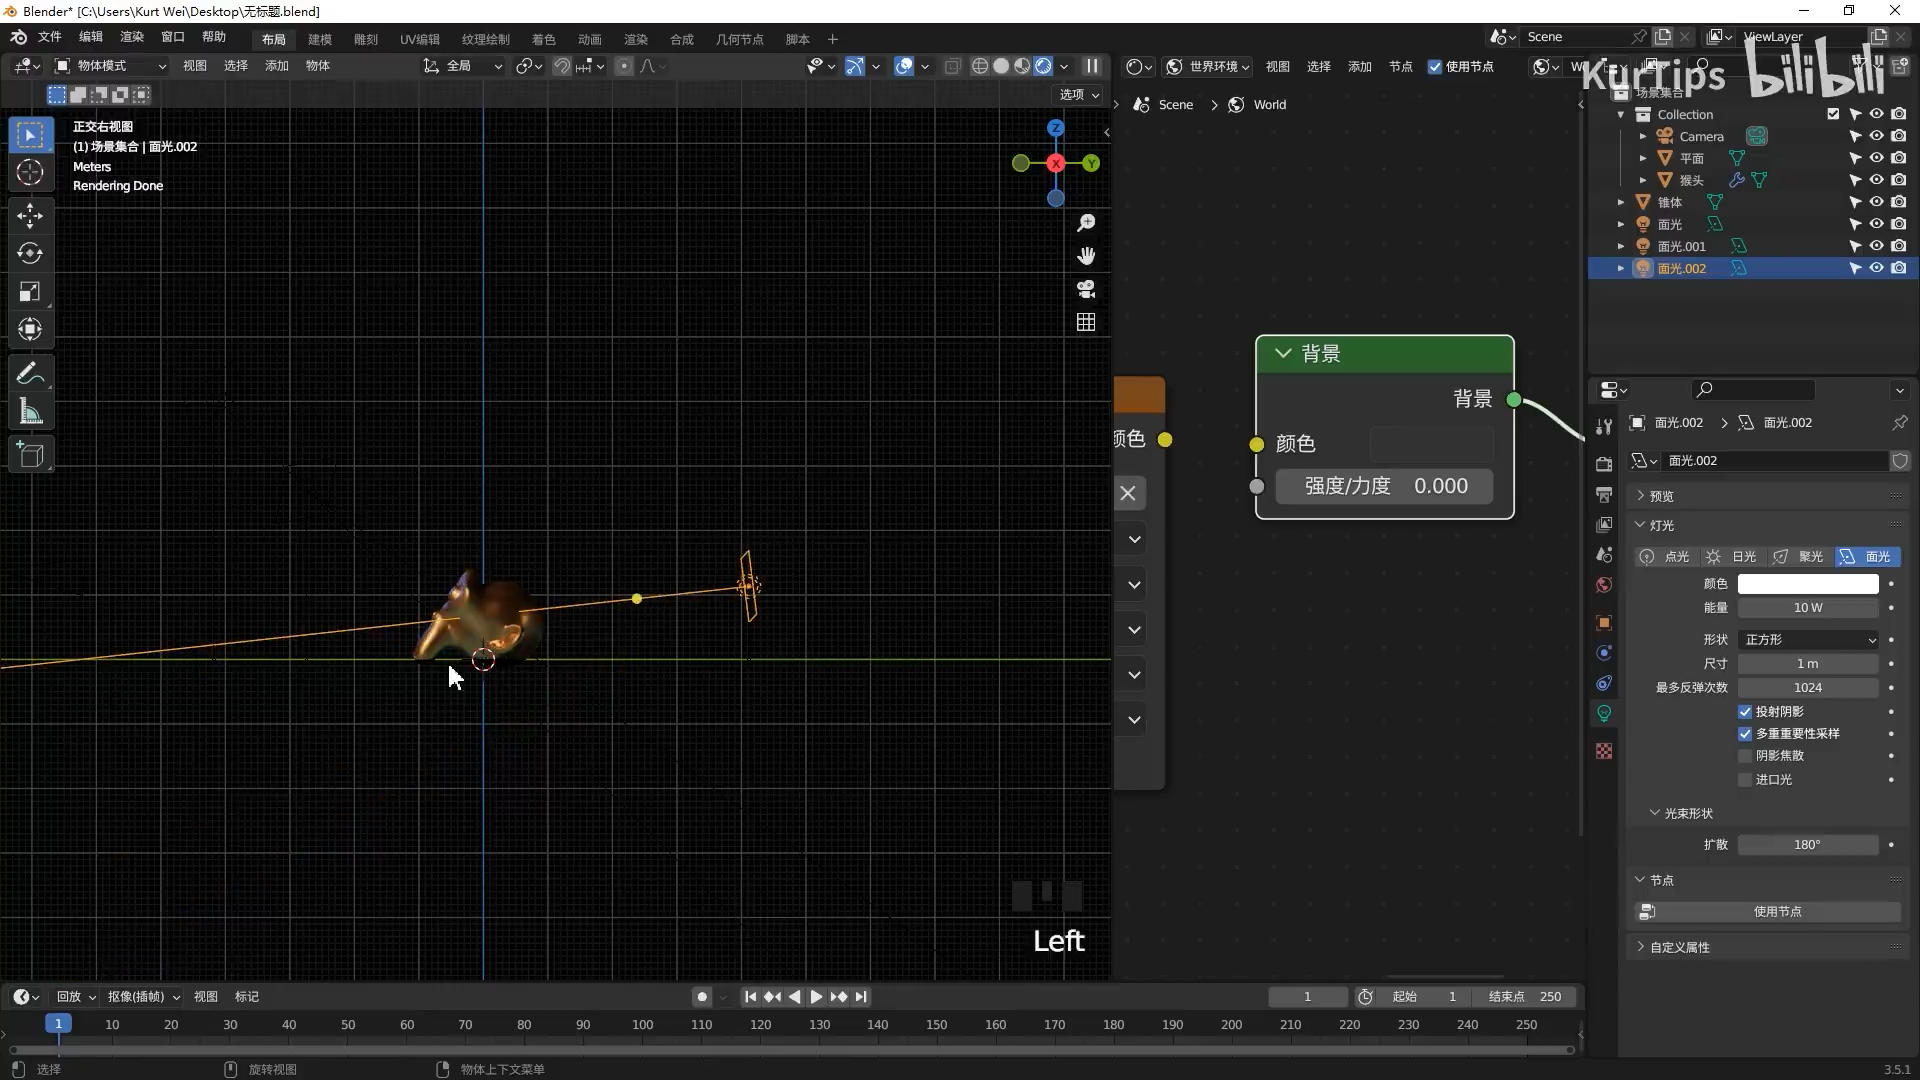 Blender* [C:\Users\Kurt Wei\Desktop\无标题.blend]
文件 编辑 渲染 窗口 帮助 布局 建模 雕刻 UV编辑 纹理绘制 着色 动画 渲染 合成 几何节点 脚本 + Scene ViewLayer
物体模式 视图 选择 添加 物体 全局 世界环境 视图 选择 添加 节点 使用节点
KurTips bilibili
选项
Scene > World
场景集合
Collection
Camera
平面
猴头
锥体
面光
面光.001
面光.002
正交右视图
(1) 场景集合 | 面光.002
Meters
Rendering Done
Z
X
Y
背景
背景
颜色
颜色
强度/力度 0.000
Left
面光.002 > 面光.002
面光.002
预览
灯光
点光 日光 聚光 面光
颜色
能量 10 W
形状 正方形
尺寸 1 m
最多反弹次数 1024
投射阴影
多重重要性采样
阴影焦散
进口光
光束形状
扩散 180°
节点
使用节点
自定义属性
回放 抠像(插帧) 视图 标记 1 起始 1 结束点 250
1 10 20 30 40 50 60 70 80 90 100 110 120 130 140 150 160 170 180 190 200 210 220 230 240 250
选择 旋转视图 物体上下文菜单 3.5.1